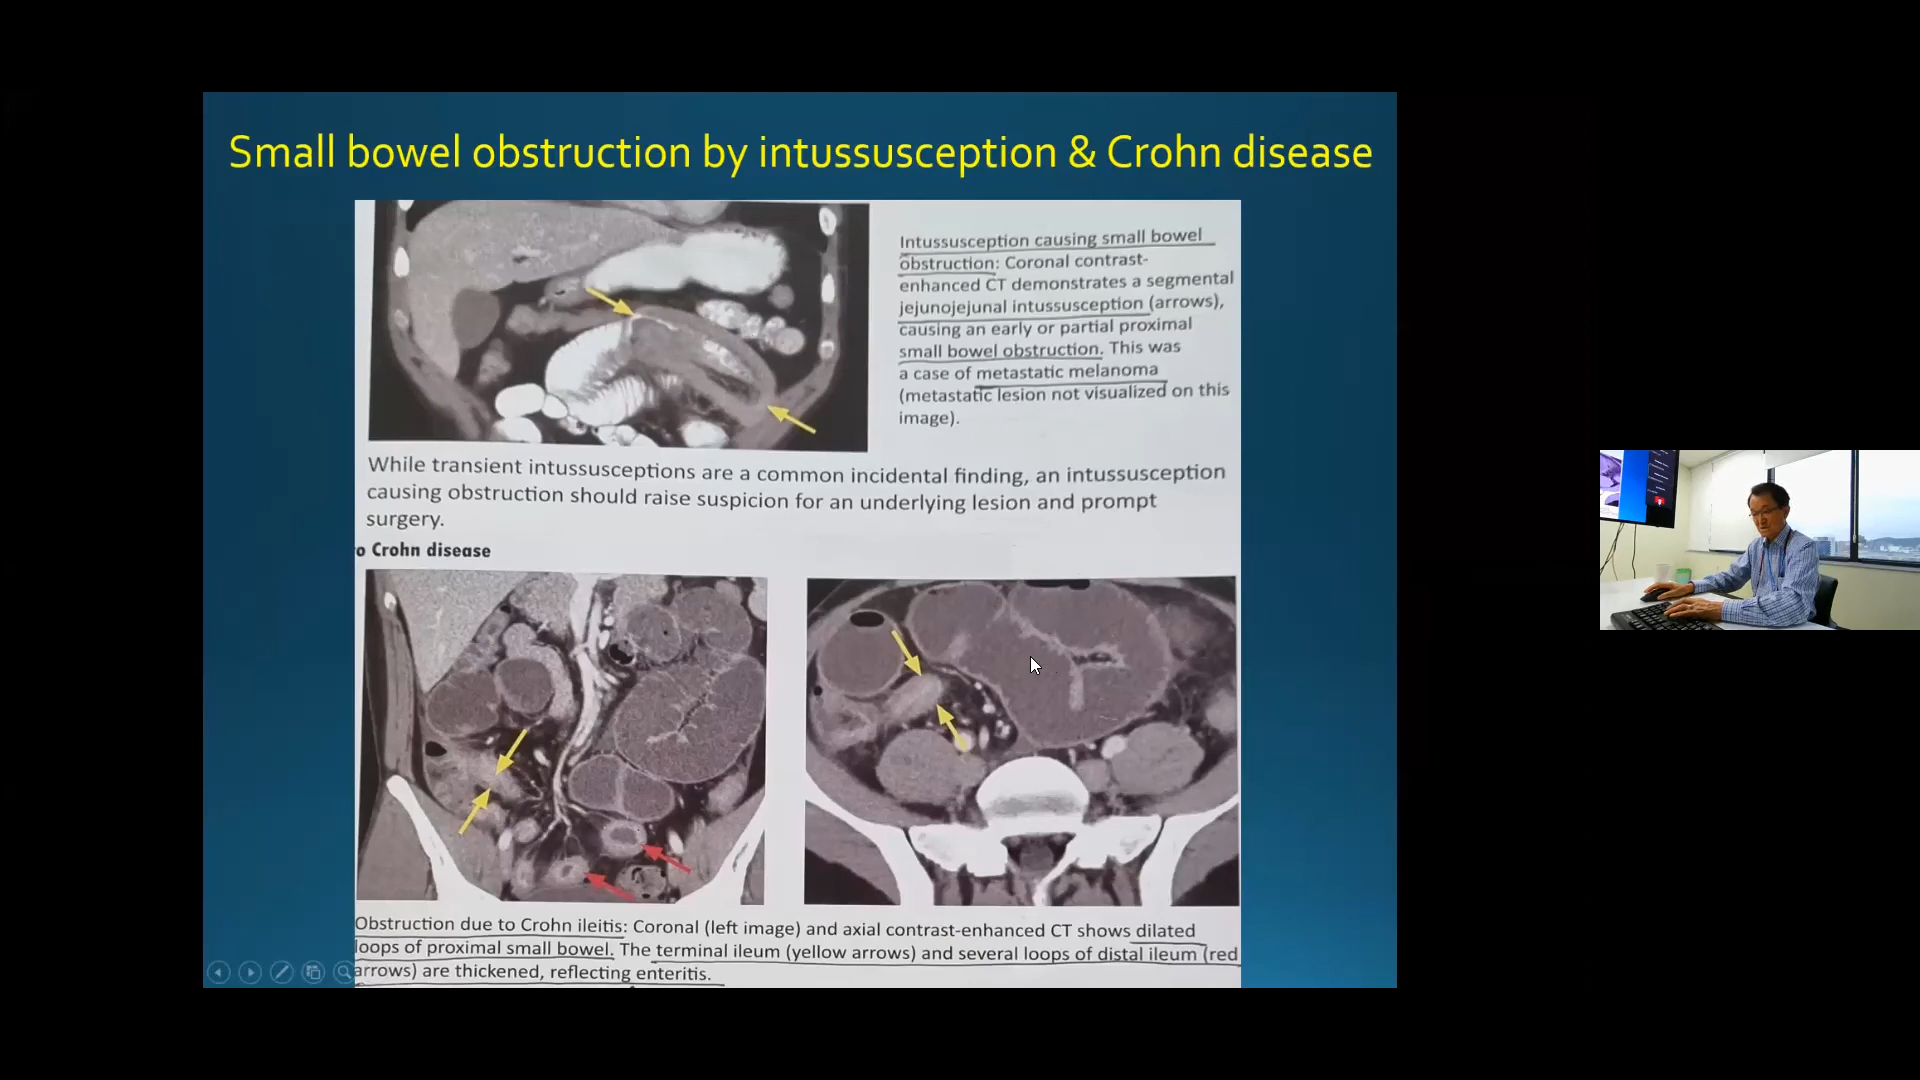 Small bowel obstruction by intussusception & Crohn disease
Intussusception causing small bowel
obstruction: Coronal contrast-
enhanced CT demonstrates a segmental
jejunojejunal intussusception (arrows),
causing an early or partial proximal
small bowel obstruction. This was
a case of metastatic melanoma
(metastatic lesion not visualized on this
image).
While transient intussusceptions are a common incidental finding, an intussusception
causing obstruction should raise suspicion for an underlying lesion and prompt
surgery.
o Crohn disease
Obstruction due to Crohn ileitis: Coronal (left image) and axial contrast-enhanced CT shows dilated
loops of proximal small bowel. The terminal ileum (yellow arrows) and several loops of distal ileum (red
arrows) are thickened, reflecting enteritis.